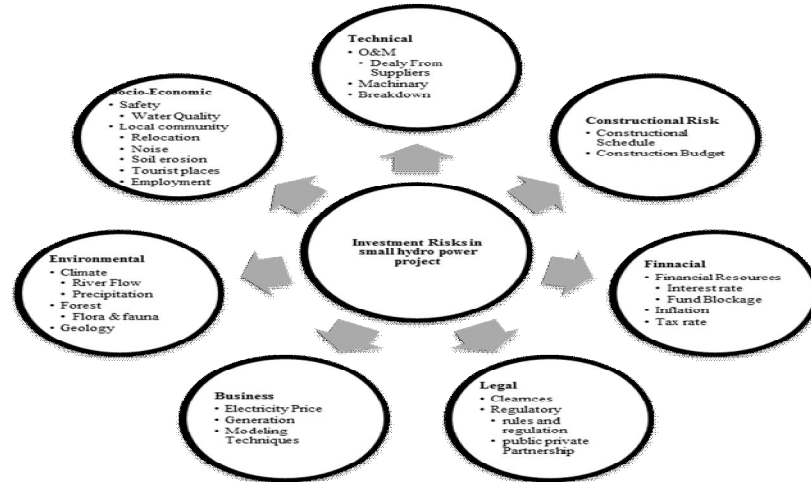 Technical
• O&M
• Dealy From
Suppliers
• Machinary
• Breakdown
Constructional Risk
• Constructional
Schedule
• Construction Budget
Finnacial
• Financial Resources
• Interest rate
• Fund Blockage
• Inflation
• Tax rate
Legal
• Clearnces
• Regulatory
• rules and
regulation
• public private
Partnership
Business
• Electricity Price
• Generation
• Modeling
Techniques
Environmental
• Climate
• River Flow
• Precipitation
• Forest
• Flora & fauna
• Geology
Socio-Economic
• Safety
• Water Quality
• Local community
• Relocation
• Noise
• Soil erosion
• Tourist places
• Employment
Investment Risks in
small hydro power
project